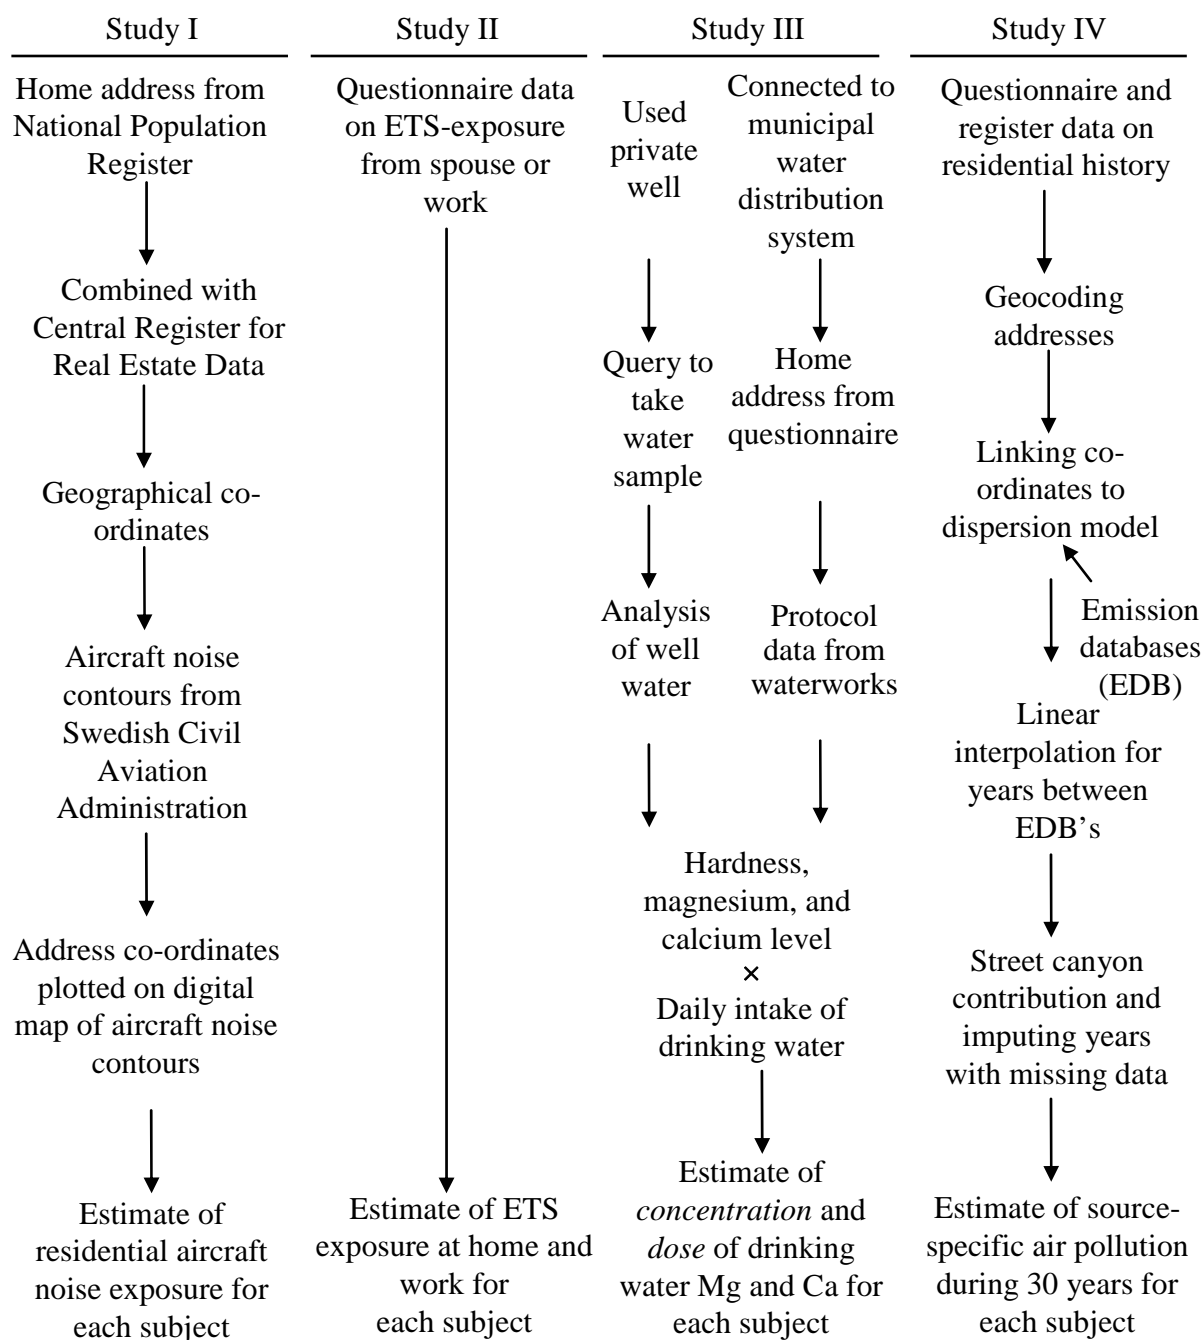 Study I
Home address from
National Population
Register
Combined with
Central Register for
Real Estate Data
Geographical co-
ordinates
Aircraft noise
contours from
Swedish Civil
Aviation
Administration
Address co-ordinates
plotted on digital
map of aircraft noise
contours
Estimate of
residential aircraft
noise exposure for
each subject
Study II
Questionnaire data
on ETS-exposure
from spouse or
work
Estimate of ETS
exposure at home and
work for
each subject
Study III
Used
private
well
Query to
take
water
sample
Analysis
of well
water
Connected to
municipal
water
distribution
system
Home
address from
questionnaire
Protocol
data from
waterworks
Hardness,
magnesium, and
calcium level
×
Daily intake of
drinking water
Estimate of
concentration and
dose of drinking
water Mg and Ca for
each subject
Study IV
Questionnaire and
register data on
residential history
Geocoding
addresses
Linking co-
ordinates to
dispersion model
Emission
databases
(EDB)
Linear
interpolation for
years between
EDB’s
Street canyon
contribution and
imputing years
with missing data
Estimate of source-
specific air pollution
during 30 years for
each subject